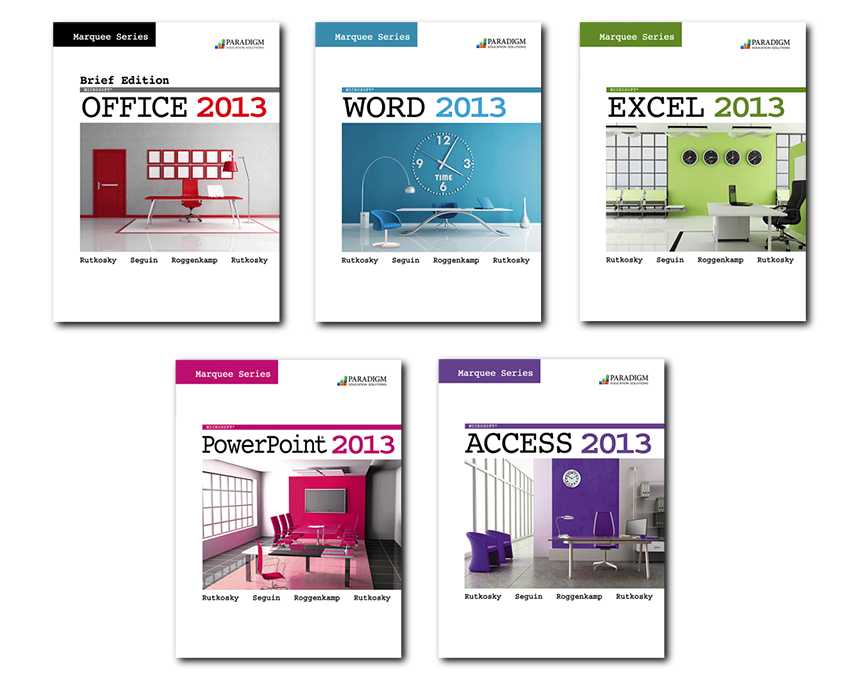 Marquee Series
PARADIGM
EDUCATION SOLUTIONS
Brief Edition
MICROSOFT®
OFFICE 2013
Rutkosky Seguin Roggenkamp Rutkosky
Marquee Series
PARADIGM
EDUCATION SOLUTIONS
MICROSOFT®
WORD 2013
12
9
3
TIME
6
Rutkosky Seguin Roggenkamp Rutkosky
Marquee Series
PARADIGM
EDUCATION SOLUTIONS
MICROSOFT®
EXCEL 2013
Rutkosky Seguin Roggenkamp Rutkosky
Marquee Series
PARADIGM
EDUCATION SOLUTIONS
MICROSOFT®
PowerPoint 2013
Rutkosky Seguin Roggenkamp Rutkosky
Marquee Series
PARADIGM
EDUCATION SOLUTIONS
MICROSOFT®
ACCESS 2013
Rutkosky Seguin Roggenkamp Rutkosky